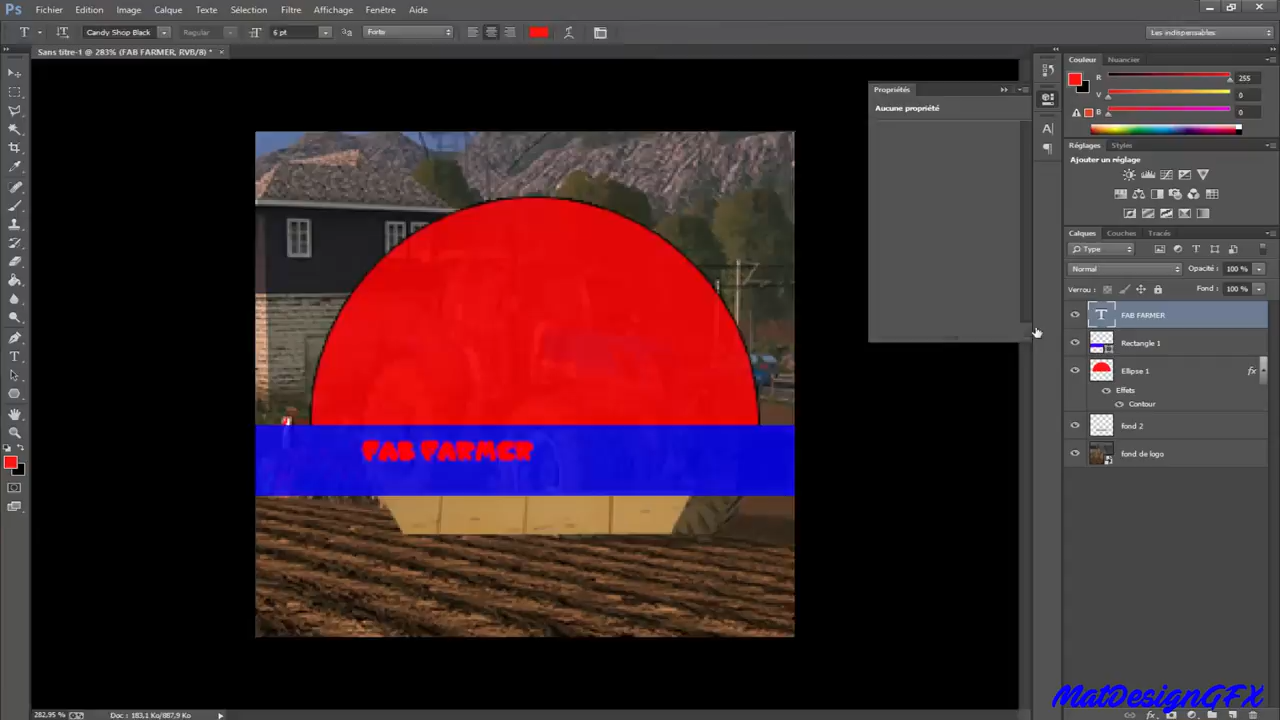 Ps Fichier Edition Image Calque Texte Sélection Filtre Affichage Fenêtre Aide
T Candy Shop Black Regular 6 pt Forte Les indispensables
Sans titre-1 @ 283% (FAB FARMER, RVB/8) * ×
Couleur Nuancier
R 255
V 0
B 0
Propriétés
Aucune propriété
Réglages Styles
Ajouter un réglage
Calques Couches Tracés
Type
Normal Opacité : 100 %
Verrou : Fond : 100 %
T FAB FARMER
Rectangle 1
Ellipse 1 fx
Effets
Contour
fond 2
fond de logo
FAB FARMER
MatDesignGFX
282,95 % Doc : 183,1 Ko/887,9 Ko